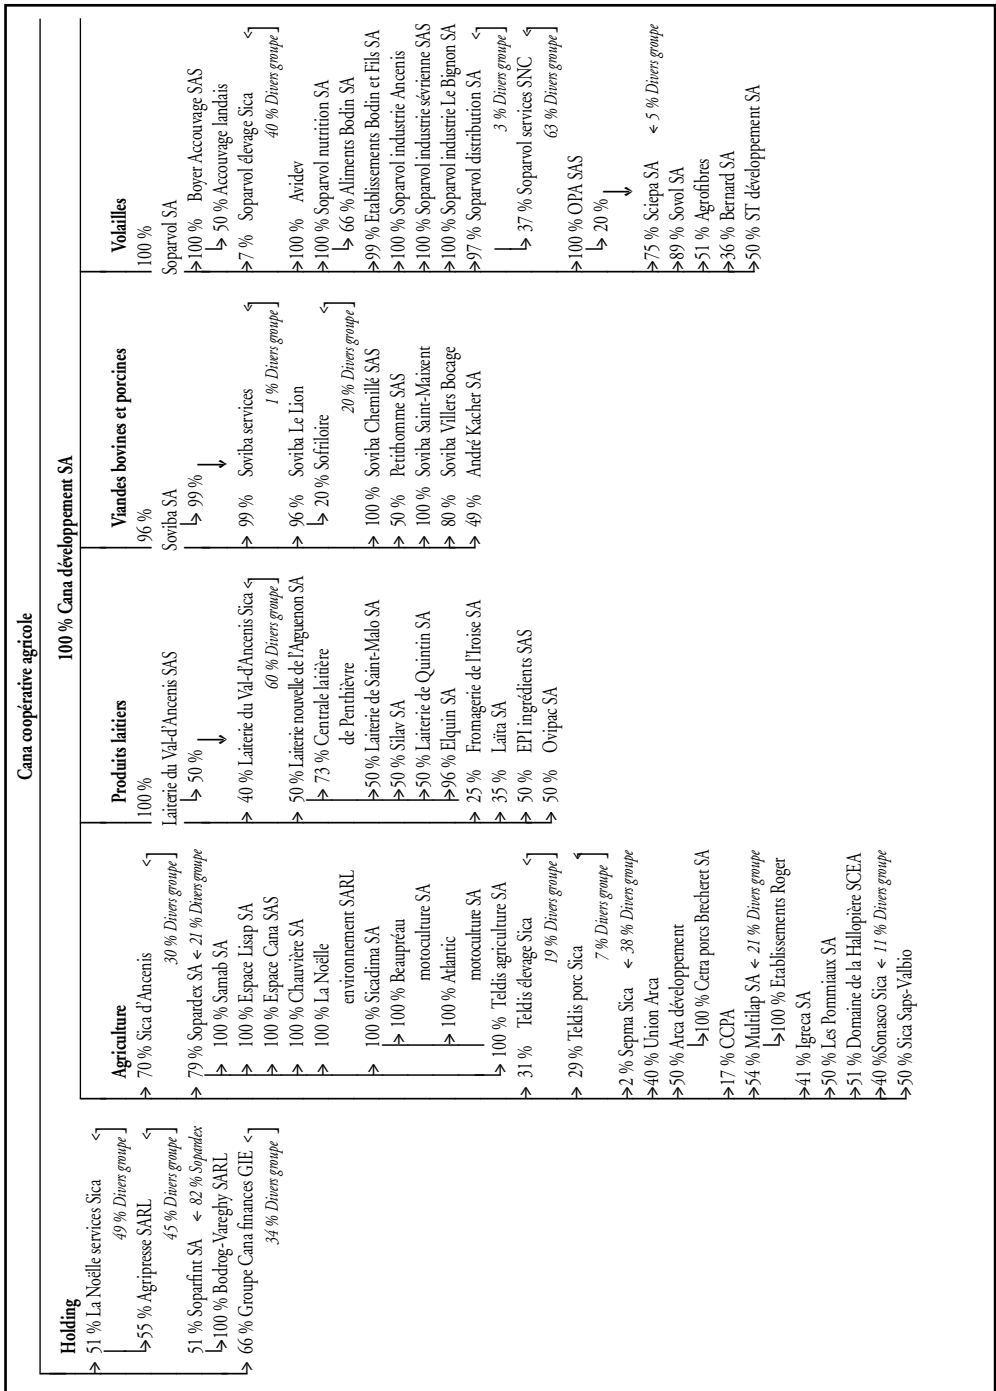 Cana coopérative agricole
100 % Cana développement SA
Holding
51 % La Noëlle services Sica
49 % Divers groupe
55 % Agripresse SARL
45 % Divers groupe
51 % Soparfint SA ← 82 % Sopardex
100 % Bodrog-Vareghy SARL
66 % Groupe Cana finances GIE
34 % Divers groupe
Agriculture
70 % Sica d'Ancenis
30 % Divers groupe
79 % Sopardex SA ← 21 % Divers groupe
100 % Samab SA
100 % Espace Lisap SA
100 % Espace Cana SAS
100 % Chauvière SA
100 % La Noëlle
environnement SARL
100 % Sicadima SA
100 % Beaupréau
motoculture SA
100 % Atlantic
motoculture SA
100 % Teldis agriculture SA
31 % Teldis élevage Sica
19 % Divers groupe
29 % Teldis porc Sica
7 % Divers groupe
2 % Sepma Sica ← 38 % Divers groupe
40 % Union Arca
50 % Arca développement
100 % Cetra porcs Brecheret SA
17 % CCPA
54 % Multilap SA ← 21 % Divers groupe
100 % Etablissements Roger
41 % Igreca SA
50 % Les Pommiaux SA
51 % Domaine de la Hallopière SCEA
40 %Sonasco Sica ← 11 % Divers groupe
50 % Sica Saps-Valbio
Produits laitiers
100 %
Laiterie du Val-d'Ancenis SAS
50 %
40 % Laiterie du Val-d'Ancenis Sica
60 % Divers groupe
50 % Laiterie nouvelle de l'Arguenon SA
73 % Centrale laitière
de Penthièvre
50 % Laiterie de Saint-Malo SA
50 % Silav SA
50 % Laiterie de Quintin SA
96 % Elquin SA
25 % Fromagerie de l'Iroise SA
35 % Laïta SA
50 % EPI ingrédients SAS
50 % Ovipac SA
Viandes bovines et porcines
96 %
Soviba SA
99 %
99 % Soviba services
1 % Divers groupe
96 % Soviba Le Lion
20 % Sofriloire
20 % Divers groupe
100 % Soviba Chemillé SAS
50 % Petithomme SAS
100 % Soviba Saint-Maixent
80 % Soviba Villers Bocage
49 % André Kacher SA
Volailles
100 %
Soparvol SA
100 % Boyer Accouvage SAS
50 % Accouvage landais
7 % Soparvol élevage Sica
40 % Divers groupe
100 % Avidev
100 % Soparvol nutrition SA
66 % Aliments Bodin SA
99 % Etablissements Bodin et Fils SA
100 % Soparvol industrie Ancenis
100 % Soparvol industrie sévrienne SAS
100 % Soparvol industrie Le Bignon SA
97 % Soparvol distribution SA
3 % Divers groupe
37 % Soparvol services SNC
63 % Divers groupe
100 % OPA SAS
20 %
75 % Sciepa SA ← 5 % Divers groupe
89 % Sovol SA
51 % Agrofibres
36 % Bernard SA
50 % ST développement SA